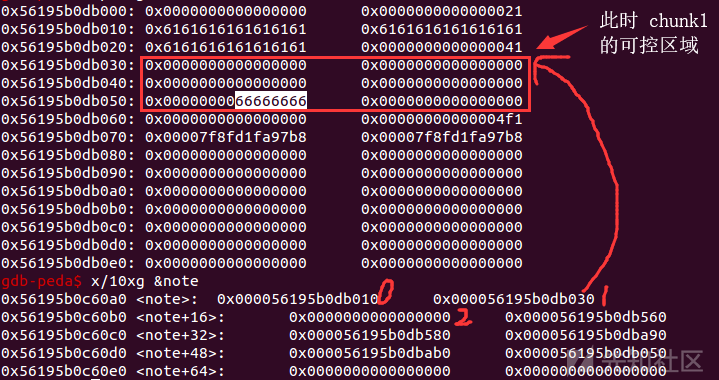 0x56195b0db000: 0x0000000000000000 0x0000000000000021
0x56195b0db010: 0x6161616161616161 0x6161616161616161
0x56195b0db020: 0x6161616161616161 0x0000000000000041
此时 chunk1
的可控区域
0x56195b0db030: 0x0000000000000000 0x0000000000000000
0x56195b0db040: 0x0000000000000000 0x0000000000000000
0x56195b0db050: 0x0000000066666666 0x0000000000000000
0x56195b0db060: 0x0000000000000000 0x00000000000004f1
0x56195b0db070: 0x00007f8fd1fa97b8 0x00007f8fd1fa97b8
0x56195b0db080: 0x0000000000000000 0x0000000000000000
0x56195b0db090: 0x0000000000000000 0x0000000000000000
0x56195b0db0a0: 0x0000000000000000 0x0000000000000000
0x56195b0db0b0: 0x0000000000000000 0x0000000000000000
0x56195b0db0c0: 0x0000000000000000 0x0000000000000000
0x56195b0db0d0: 0x0000000000000000 0x0000000000000000
0x56195b0db0e0: 0x0000000000000000 0x0000000000000000
gdb-peda$ x/10xg &note
0x56195b0c60a0 <note>: 0x000056195b0db010 0 0x000056195b0db030 1
0x56195b0c60b0 <note+16>: 0x0000000000000000 2 0x000056195b0db560
0x56195b0c60c0 <note+32>: 0x000056195b0db580 0x000056195b0dba90
0x56195b0c60d0 <note+48>: 0x000056195b0dbab0 0x000056195b0db050
0x56195b0c60e0 <note+64>: 0x0000000000000000 0x0000000000000000
先知社区